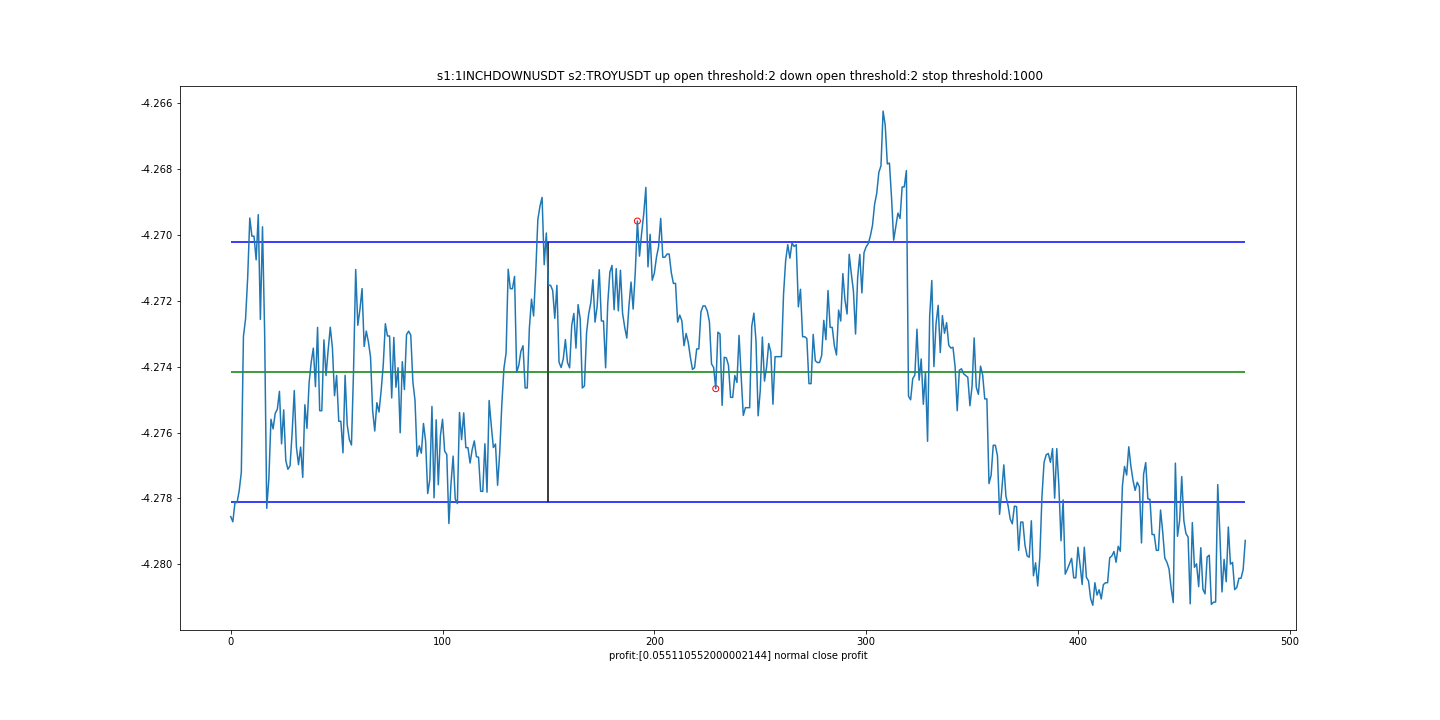 s1:1INCHDOWNUSDT s2:TROYUSDT up open threshold:2 down open threshold:2 stop threshold:1000
-4.266
-4.268
-4.270
-4.272
-4.274
-4.276
-4.278
-4.280
0 100 200 300 400 500
profit:[0.055110552000002144] normal close profit